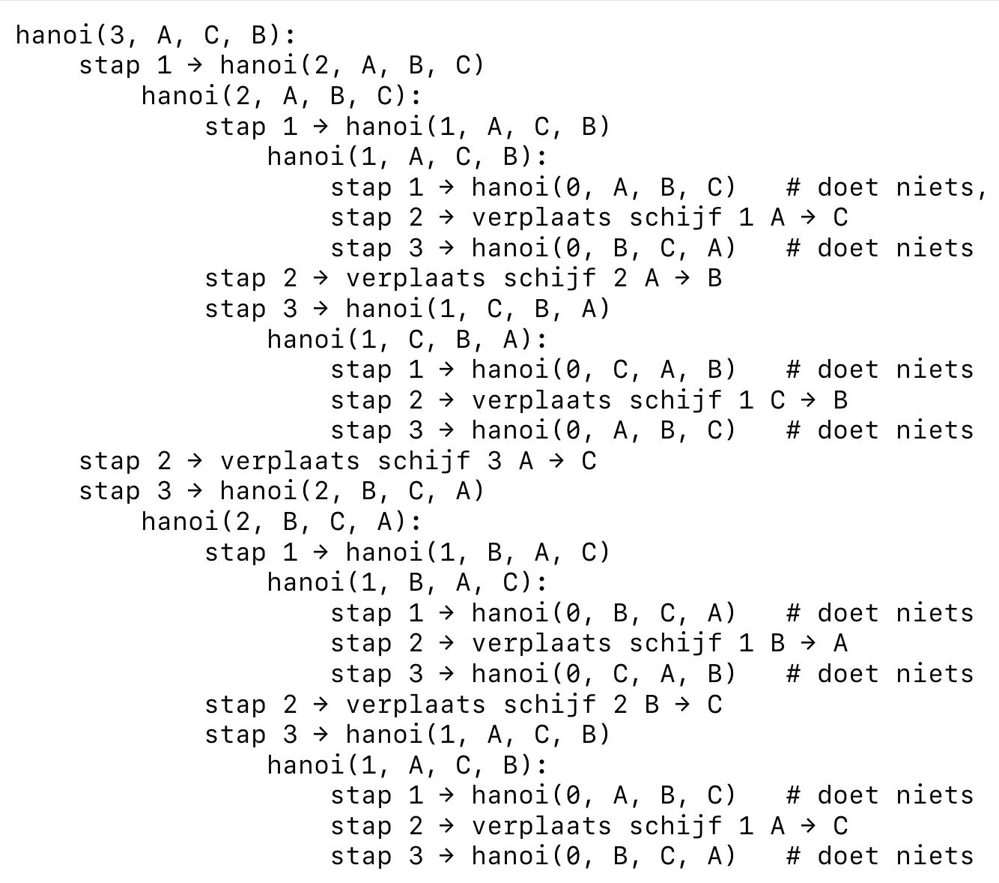 hanoi(3, A, C, B):
    stap 1 → hanoi(2, A, B, C)
        hanoi(2, A, B, C):
            stap 1 → hanoi(1, A, C, B)
                hanoi(1, A, C, B):
                    stap 1 → hanoi(0, A, B, C)   # doet niets,
                    stap 2 → verplaats schijf 1 A → C
                    stap 3 → hanoi(0, B, C, A)   # doet niets
            stap 2 → verplaats schijf 2 A → B
            stap 3 → hanoi(1, C, B, A)
                hanoi(1, C, B, A):
                    stap 1 → hanoi(0, C, A, B)   # doet niets
                    stap 2 → verplaats schijf 1 C → B
                    stap 3 → hanoi(0, A, B, C)   # doet niets
    stap 2 → verplaats schijf 3 A → C
    stap 3 → hanoi(2, B, C, A)
        hanoi(2, B, C, A):
            stap 1 → hanoi(1, B, A, C)
                hanoi(1, B, A, C):
                    stap 1 → hanoi(0, B, C, A)   # doet niets
                    stap 2 → verplaats schijf 1 B → A
                    stap 3 → hanoi(0, C, A, B)   # doet niets
            stap 2 → verplaats schijf 2 B → C
            stap 3 → hanoi(1, A, C, B)
                hanoi(1, A, C, B):
                    stap 1 → hanoi(0, A, B, C)   # doet niets
                    stap 2 → verplaats schijf 1 A → C
                    stap 3 → hanoi(0, B, C, A)   # doet niets